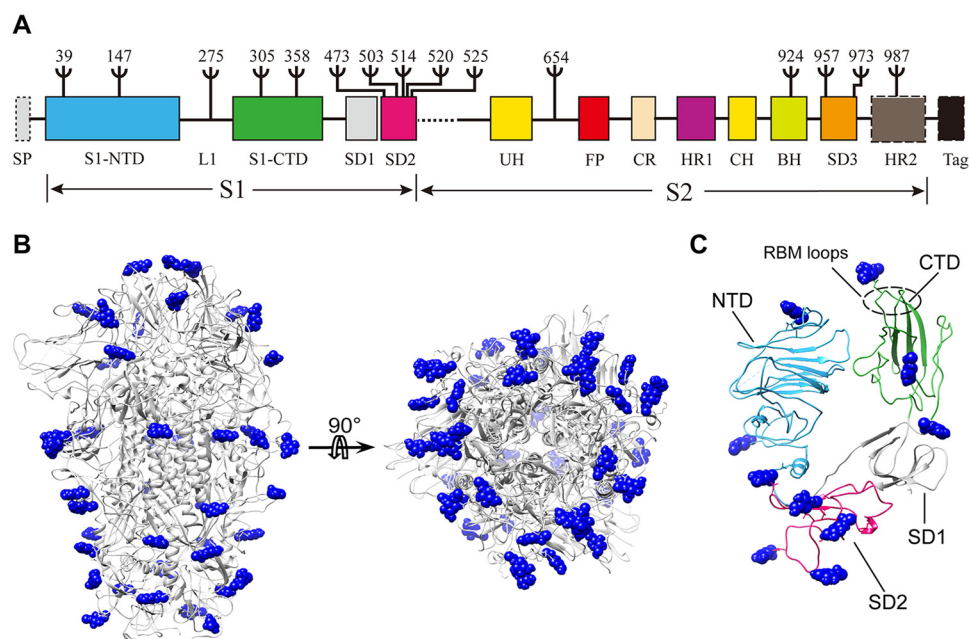 A
39 147 275 305 358 473 503 514 520 525 654 924 957 973 987
SP S1-NTD L1 S1-CTD SD1 SD2 UH FP CR HR1 CH BH SD3 HR2 Tag
S1 S2
B
90°
C
RBM loops
CTD
NTD
SD1
SD2